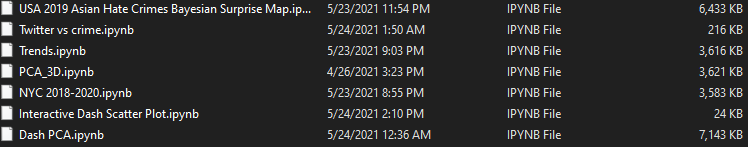 USA 2019 Asian Hate Crimes Bayesian Surprise Map.ip... 5/23/2021 11:54 PM IPYNB File 6,433 KB
Twitter vs crime.ipynb 5/24/2021 1:50 AM IPYNB File 216 KB
Trends.ipynb 5/23/2021 9:03 PM IPYNB File 3,616 KB
PCA_3D.ipynb 4/26/2021 3:23 PM IPYNB File 3,621 KB
NYC 2018-2020.ipynb 5/23/2021 8:55 PM IPYNB File 3,583 KB
Interactive Dash Scatter Plot.ipynb 5/24/2021 2:10 PM IPYNB File 24 KB
Dash PCA.ipynb 5/24/2021 12:36 AM IPYNB File 7,143 KB